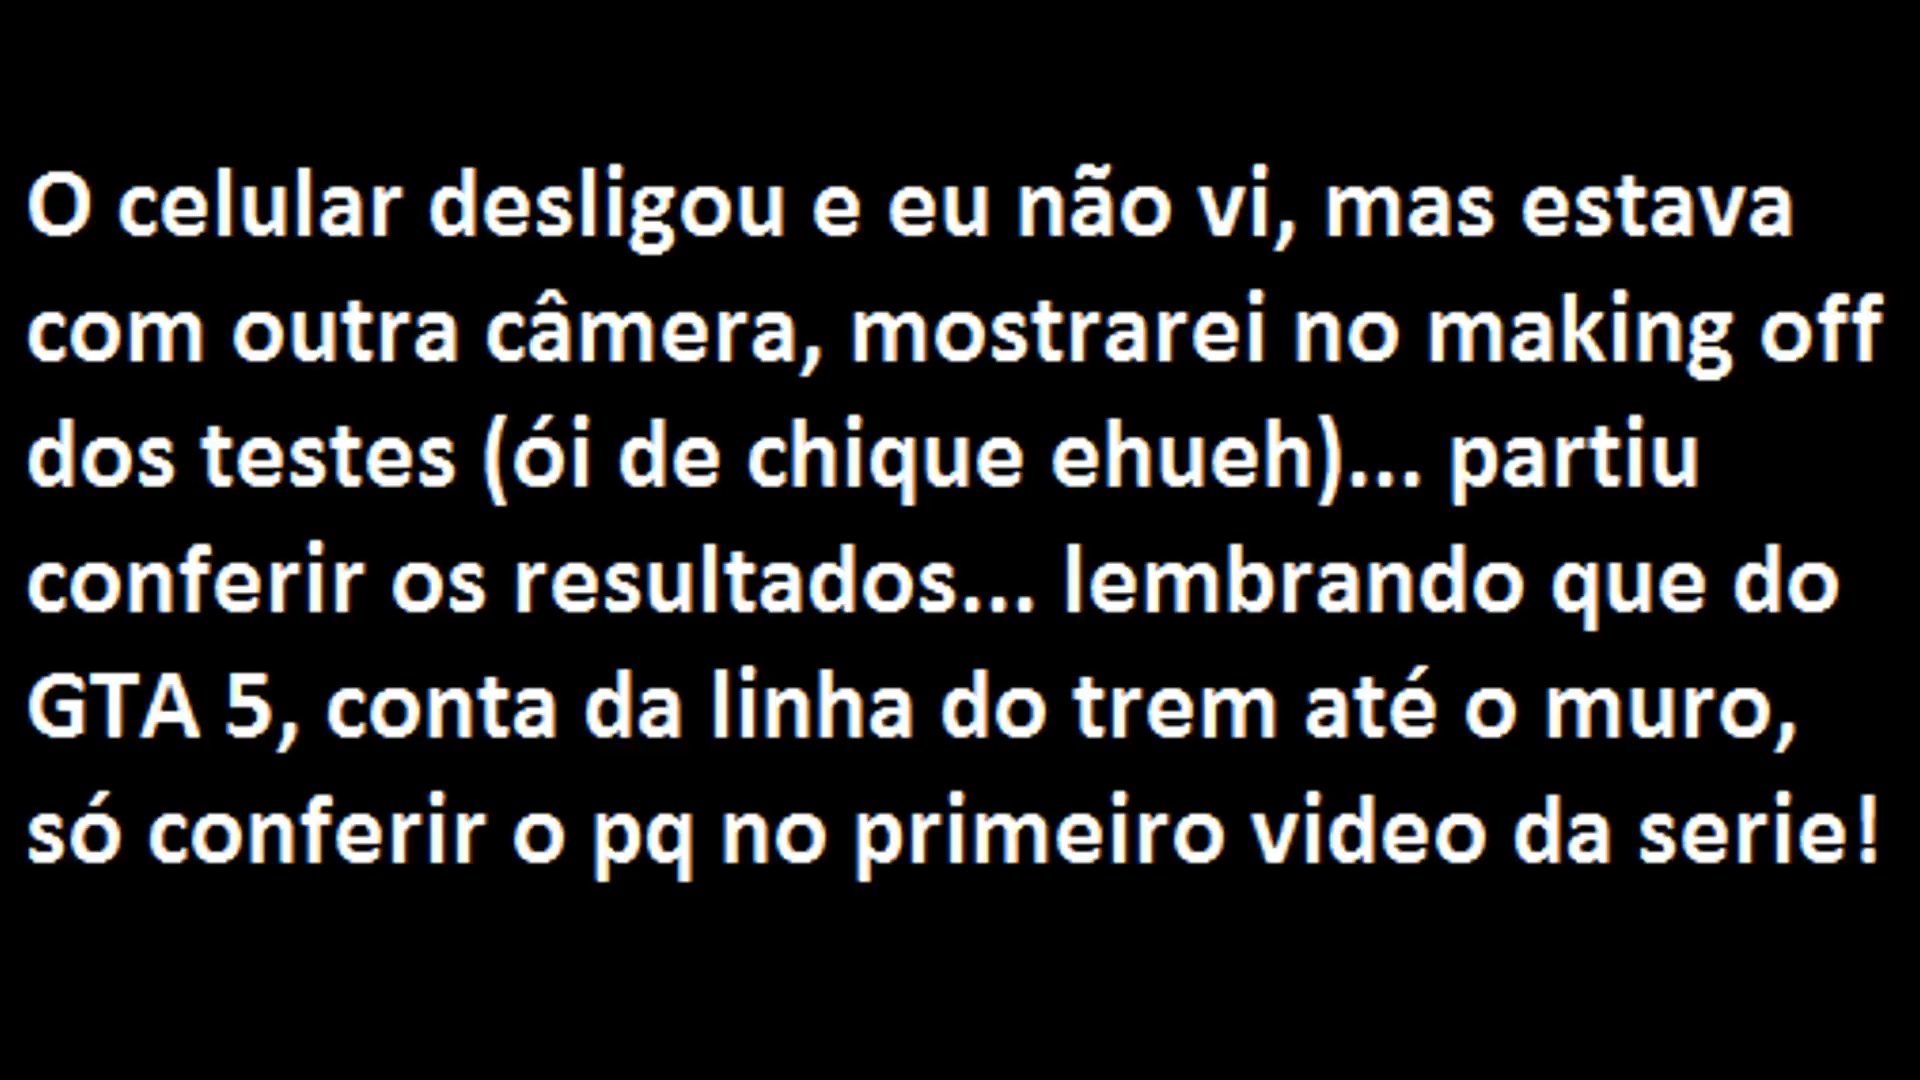 O celular desligou e eu não vi, mas estava
com outra câmera, mostrarei no making off
dos testes (ói de chique ehueh)... partiu
conferir os resultados... lembrando que do
GTA 5, conta da linha do trem até o muro,
só conferir o pq no primeiro video da serie!